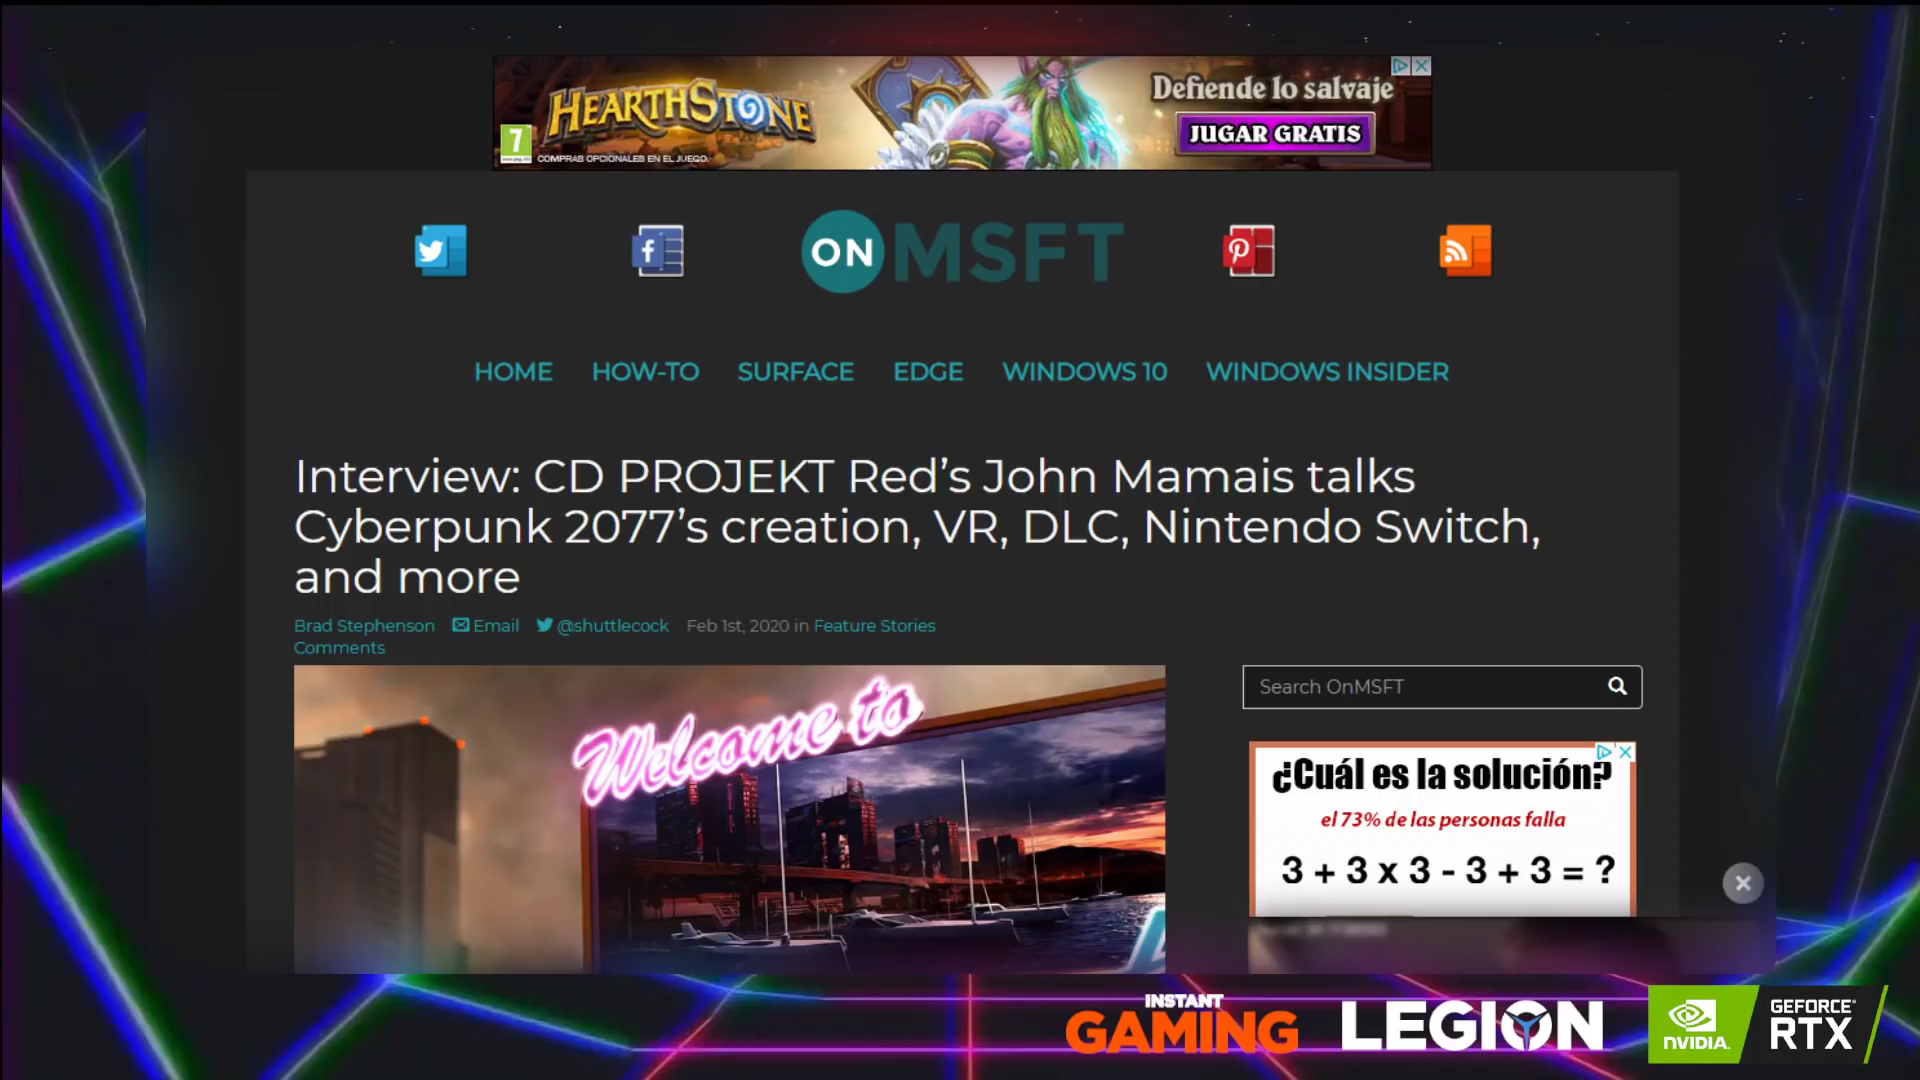 HEARTHSTONE
7
www.pegi.info
COMPRAS OPCIONALES EN EL JUEGO.
Defiende lo salvaje
JUGAR GRATIS
ON MSFT
HOME HOW-TO SURFACE EDGE WINDOWS 10 WINDOWS INSIDER
Interview: CD PROJEKT Red’s John Mamais talks
Cyberpunk 2077’s creation, VR, DLC, Nintendo Switch,
and more
Brad Stephenson Email @shuttlecock Feb 1st, 2020 in Feature Stories
Comments
Welcome to
Search OnMSFT
¿Cuál es la solución?
el 73% de las personas falla
3 + 3 x 3 - 3 + 3 = ?
INSTANT
GAMING
LEGION
NVIDIA.
GEFORCE
RTX